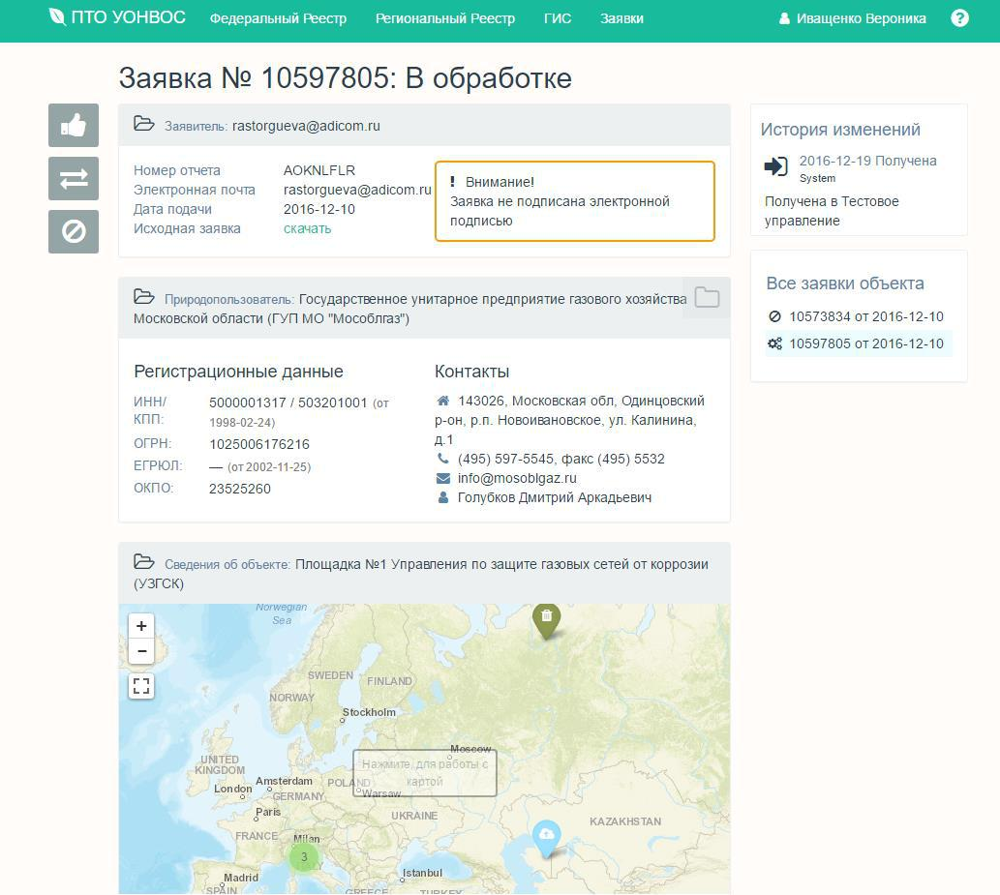 ПТО УОНВОС Федеральный Реестр Региональный Реестр ГИС Заявки Иващенко Вероника ?
Заявка № 10597805: В обработке
Заявитель: rastorgueva@adicom.ru
Номер отчета AOKNLFLR
Электронная почта rastorgueva@adicom.ru
Дата подачи 2016-12-10
Исходная заявка скачать
! Внимание!
Заявка не подписана электронной
подписью
Природопользователь: Государственное унитарное предприятие газового хозяйства
Московской области (ГУП МО "Мособлгаз")
Регистрационные данные
ИНН/ 5000001317 / 503201001 (от
КПП: 1998-02-24)
ОГРН: 1025006176216
ЕГРЮЛ: — (от 2002-11-25)
ОКПО: 23525260
Контакты
143026, Московская обл, Одинцовский
р-он, р.п. Новоивановское, ул. Калинина,
д.1
(495) 597-5545, факс (495) 5532
info@mosoblgaz.ru
Голубков Дмитрий Аркадьевич
Сведения об объекте: Площадка №1 Управления по защите газовых сетей от коррозии
(УЗГСК)
Norwegian
Sea
+
−
SWEDEN
FINLAND
NORWAY
Stockholm
Moscow
Нажмите, для работы с
картой
UNITED
KINGDOM
Amsterdam
POLAND
London
GERMANY
Warsaw
Paris
UKRAINE
KAZAKHSTAN
FRANCE
Milan
3
Madrid
Istanbul
SPAIN
GREECE
TURKEY
История изменений
2016-12-19 Получена
System
Получена в Тестовое
управление
Все заявки объекта
10573834 от 2016-12-10
10597805 от 2016-12-10